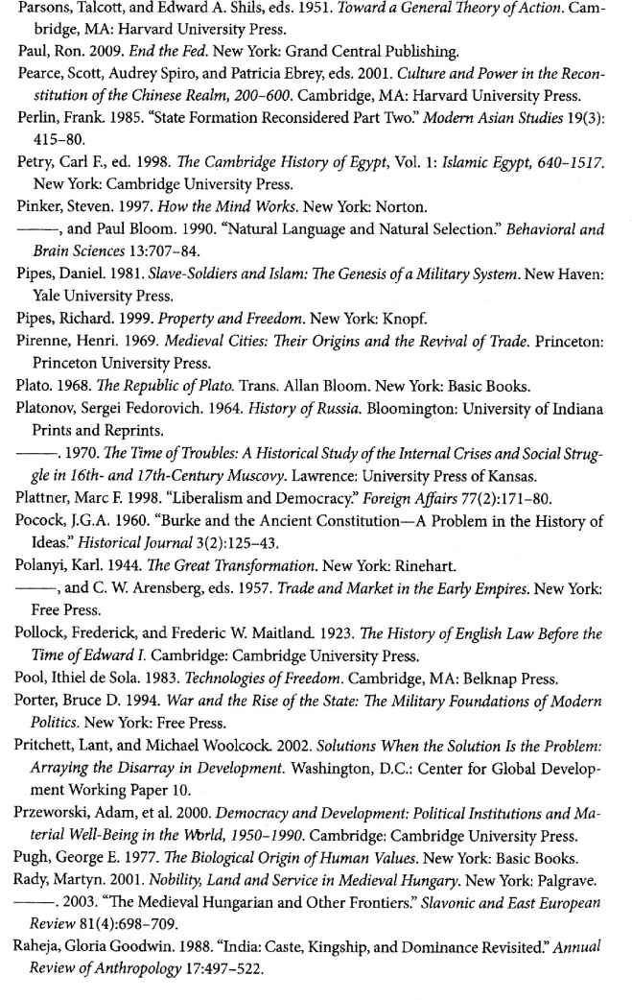 Parsons, Talcott, and Edward A. Shils, eds. 1951. Toward a General Theory of Action. Cam-
bridge, MA: Harvard University Press.
Paul, Ron. 2009. End the Fed. New York: Grand Central Publishing.
Pearce, Scott, Audrey Spiro, and Patricia Ebrey, eds. 2001. Culture and Power in the Recon-
stitution of the Chinese Realm, 200–600. Cambridge, MA: Harvard University Press.
Perlin, Frank. 1985. “State Formation Reconsidered Part Two.” Modern Asian Studies 19(3):
415–80.
Petry, Carl F., ed. 1998. The Cambridge History of Egypt, Vol. 1: Islamic Egypt, 640–1517.
New York: Cambridge University Press.
Pinker, Steven. 1997. How the Mind Works. New York: Norton.
———, and Paul Bloom. 1990. “Natural Language and Natural Selection.” Behavioral and
Brain Sciences 13:707–84.
Pipes, Daniel. 1981. Slave-Soldiers and Islam: The Genesis of a Military System. New Haven:
Yale University Press.
Pipes, Richard. 1999. Property and Freedom. New York: Knopf.
Pirenne, Henri. 1969. Medieval Cities: Their Origins and the Revival of Trade. Princeton:
Princeton University Press.
Plato. 1968. The Republic of Plato. Trans. Allan Bloom. New York: Basic Books.
Platonov, Sergei Fedorovich. 1964. History of Russia. Bloomington: University of Indiana
Prints and Reprints.
———. 1970. The Time of Troubles: A Historical Study of the Internal Crises and Social Strug-
gle in 16th- and 17th-Century Muscovy. Lawrence: University Press of Kansas.
Plattner, Marc F. 1998. “Liberalism and Democracy.” Foreign Affairs 77(2):171–80.
Pocock, J.G.A. 1960. “Burke and the Ancient Constitution—A Problem in the History of
Ideas.” Historical Journal 3(2):125–43.
Polanyi, Karl. 1944. The Great Transformation. New York: Rinehart.
———, and C. W. Arensberg, eds. 1957. Trade and Market in the Early Empires. New York:
Free Press.
Pollock, Frederick, and Frederic W. Maitland. 1923. The History of English Law Before the
Time of Edward I. Cambridge: Cambridge University Press.
Pool, Ithiel de Sola. 1983. Technologies of Freedom. Cambridge, MA: Belknap Press.
Porter, Bruce D. 1994. War and the Rise of the State: The Military Foundations of Modern
Politics. New York: Free Press.
Pritchett, Lant, and Michael Woolcock. 2002. Solutions When the Solution Is the Problem:
Arraying the Disarray in Development. Washington, D.C.: Center for Global Develop-
ment Working Paper 10.
Przeworski, Adam, et al. 2000. Democracy and Development: Political Institutions and Ma-
terial Well-Being in the World, 1950–1990. Cambridge: Cambridge University Press.
Pugh, George E. 1977. The Biological Origin of Human Values. New York: Basic Books.
Rady, Martyn. 2001. Nobility, Land and Service in Medieval Hungary. New York: Palgrave.
———. 2003. “The Medieval Hungarian and Other Frontiers.” Slavonic and East European
Review 81(4):698–709.
Raheja, Gloria Goodwin. 1988. “India: Caste, Kingship, and Dominance Revisited.” Annual
Review of Anthropology 17:497–522.